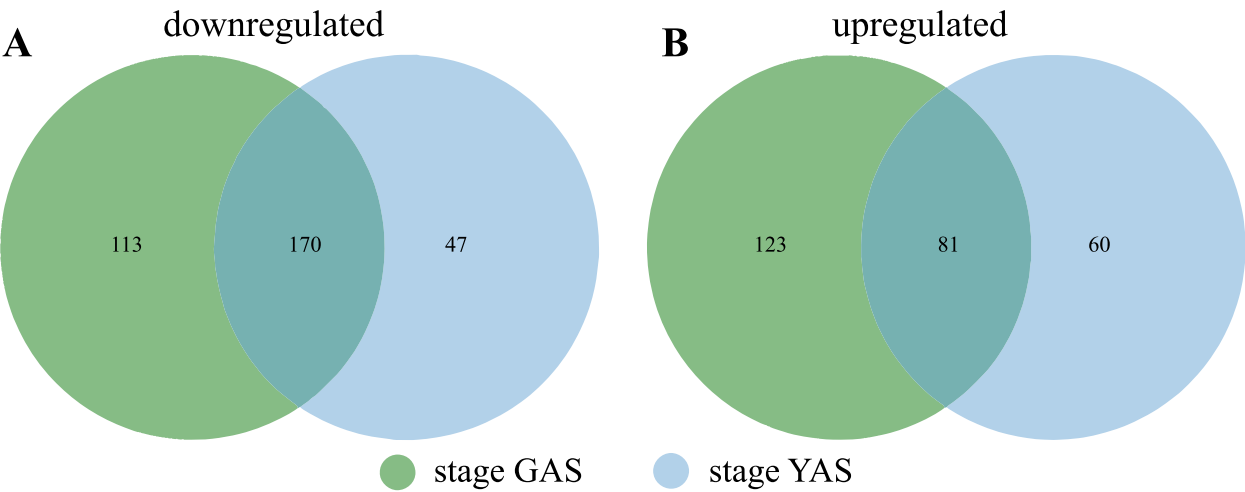 downregulated
upregulated
A
B
113
170
47
123
81
60
stage GAS
stage YAS